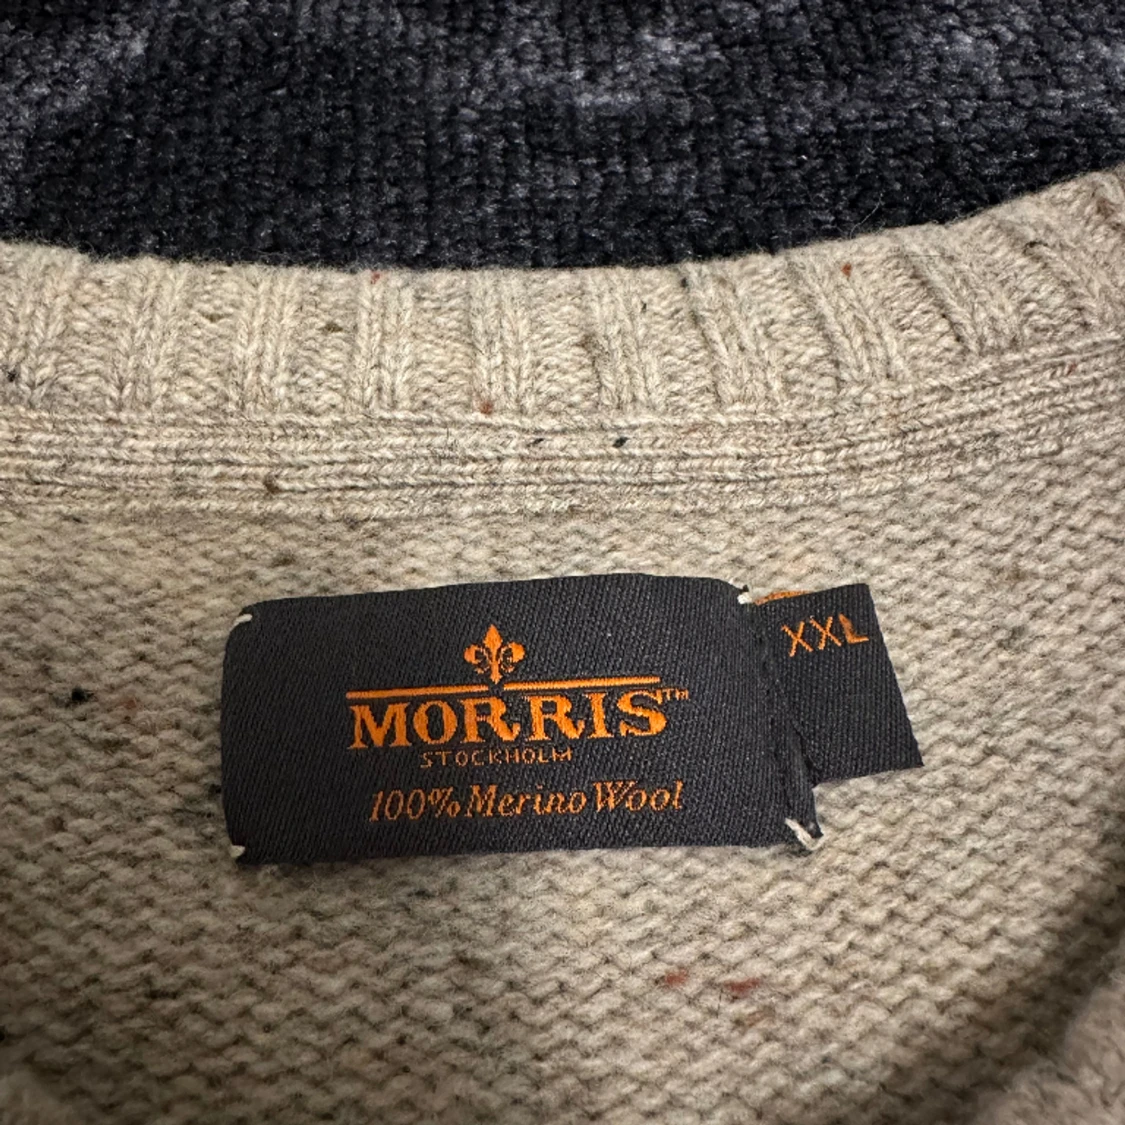 MORRIS™
STOCKHOLM
100% Merino Wool
XXL